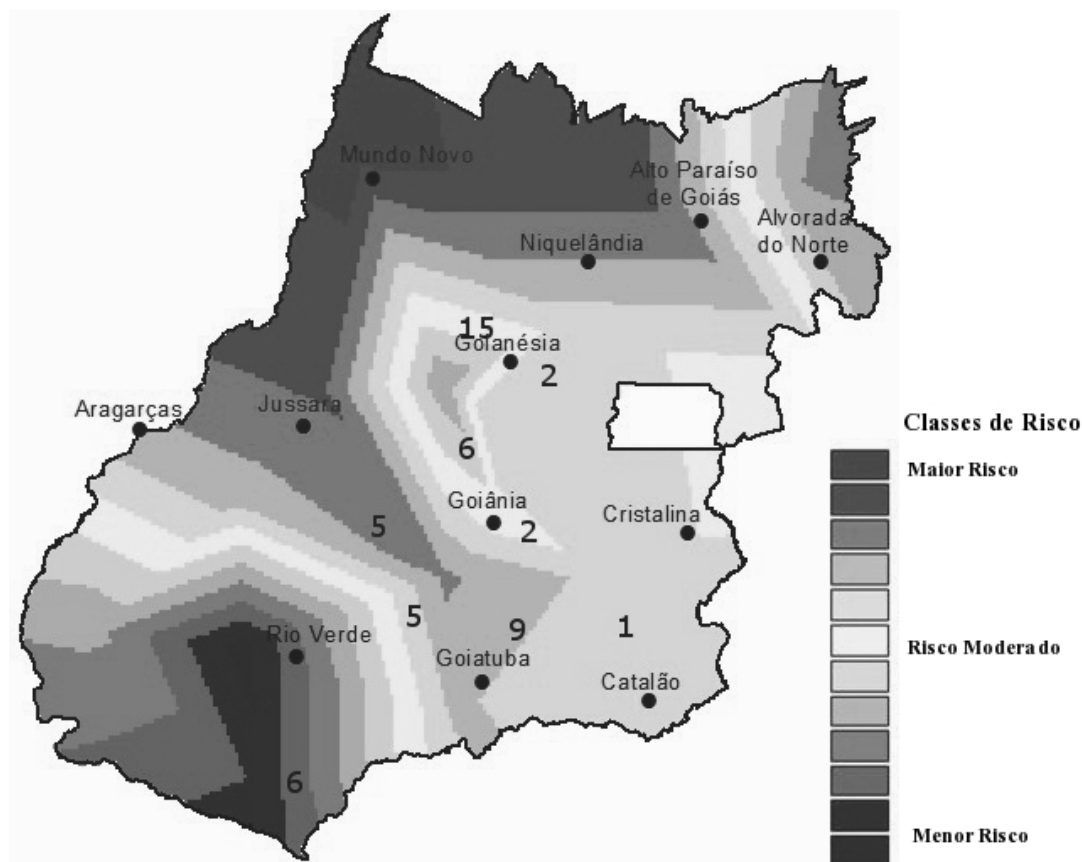 Mundo Novo
Alto Paraíso
de Goiás
Alvorada
do Norte
Niquelândia
15
Goianésia
2
Aragarças
Jussara
Classes de Risco
6
Maior Risco
Goiânia
Cristalina
5
2
5
9
1
Rio Verde
Risco Moderado
Goiatuba
Catalão
6
Menor Risco